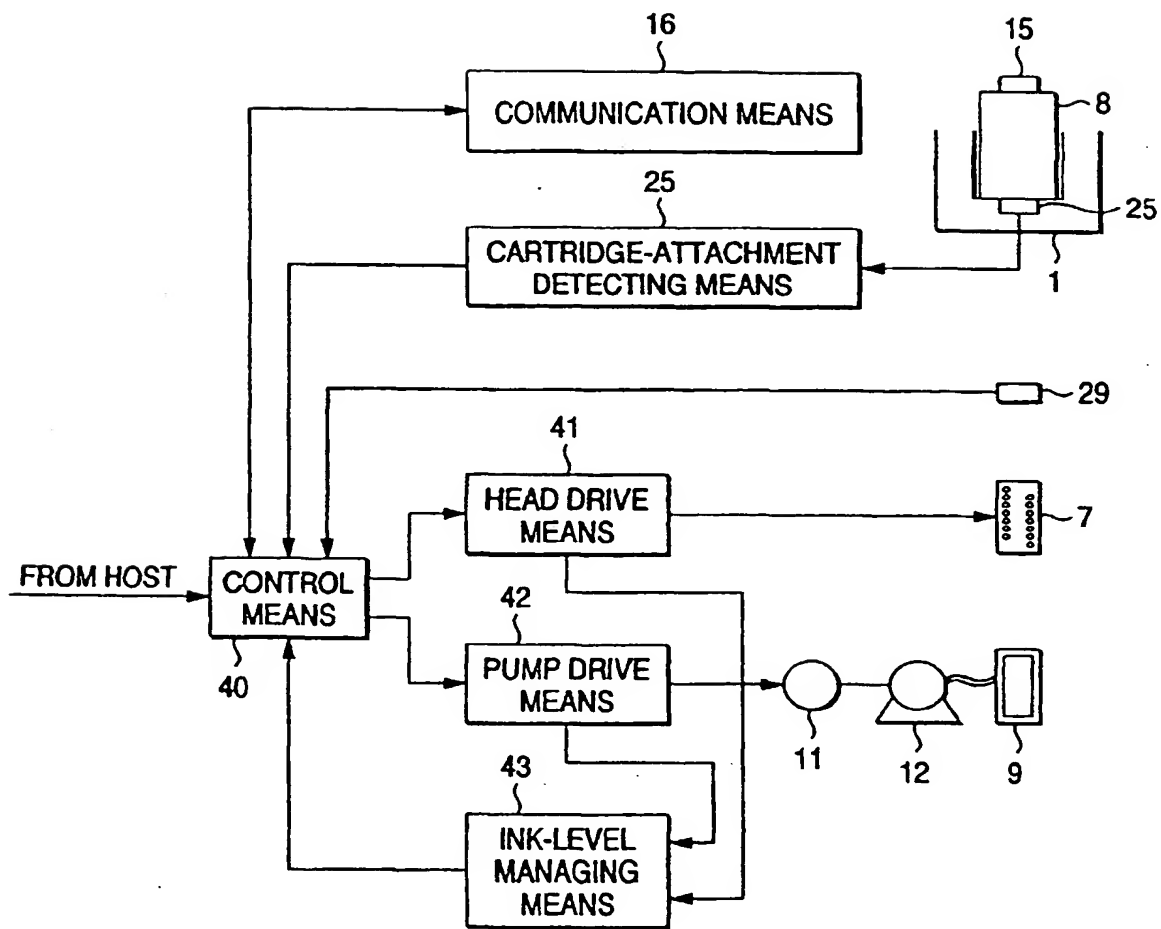 16
15
COMMUNICATION MEANS
8
25
CARTRIDGE-ATTACHMENT
DETECTING MEANS
25
1
29
41
HEAD DRIVE
MEANS
7
FROM HOST
CONTROL
MEANS
40
42
PUMP DRIVE
MEANS
11
12
9
43
INK-LEVEL
MANAGING
MEANS